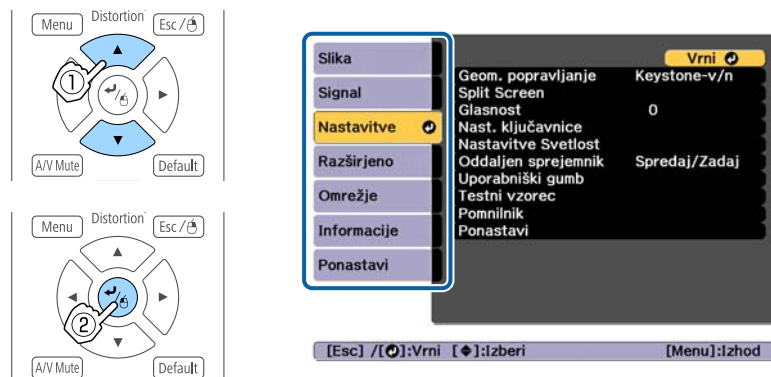 Menu Distortion Esc/
1
A/V Mute Default
Menu Distortion Esc/
2
A/V Mute Default
Slika
Signal
Nastavitve
Razširjeno
Omrežje
Informacije
Ponastavi
Vrni
Geom. popravljanje Keystone-v/n
Split Screen
Glasnost 0
Nast. ključavnice
Nastavitve Svetlost
Oddaljen sprejemnik Spredaj/Zadaj
Uporabniški gumb
Testni vzorec
Pomnilnik
Ponastavi
[Esc] /[ ]:Vrni [ ]:Izberi [Menu]:Izhod